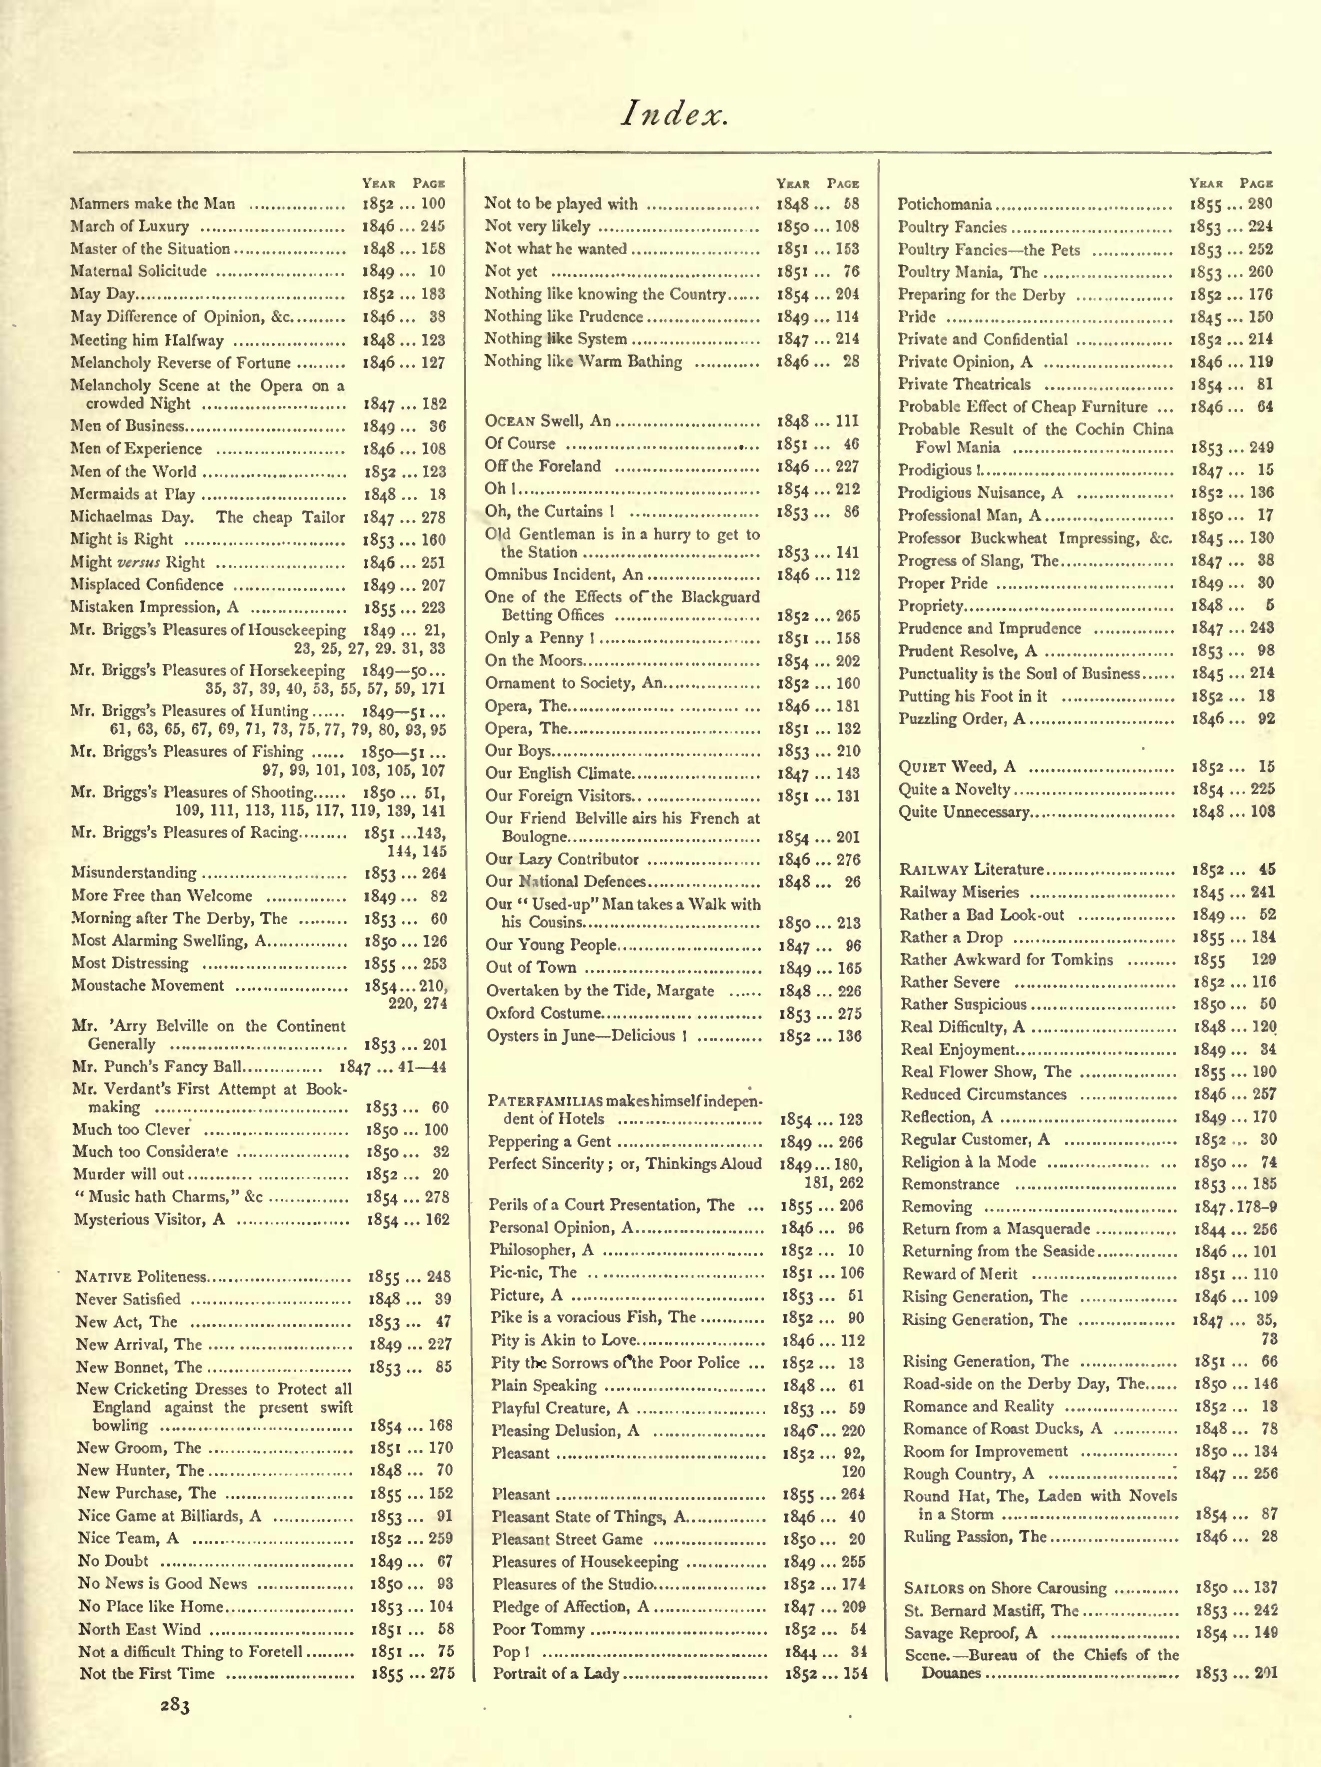 Index.
YEAR PAGE
Manners make the Man .................. 1852 ... 100
March of Luxury ........................... 1846 ... 245
Master of the Situation ..................... 1848 ... 158
Maternal Solicitude ........................ 1849 ... 10
May Day....................................... 1852 ... 183
May Difference of Opinion, &c.......... 1846 ... 38
Meeting him Halfway ..................... 1848 ... 123
Melancholy Reverse of Fortune ......... 1846 ... 127
Melancholy Scene at the Opera on a
crowded Night ........................... 1847 ... 182
Men of Business.............................. 1849 ... 36
Men of Experience ........................ 1846 ... 108
Men of the World ........................... 1852 ... 123
Mermaids at Play ........................... 1848 ... 18
Michaelmas Day. The cheap Tailor 1847 ... 278
Might is Right .............................. 1853 ... 160
Might versus Right ........................ 1846 ... 251
Misplaced Confidence ..................... 1849 ... 207
Mistaken Impression, A .................. 1855 ... 223
Mr. Briggs's Pleasures of Housekeeping 1849 ... 21,
23, 25, 27, 29. 31, 33
Mr. Briggs's Pleasures of Horsekeeping 1849—50...
35, 37, 39, 40, 53, 55, 57, 59, 171
Mr. Briggs's Pleasures of Hunting ...... 1849—51 ...
61, 63, 65, 67, 69, 71, 73, 75, 77, 79, 80, 93, 95
Mr. Briggs's Pleasures of Fishing ...... 1850—51 ...
97, 99, 101, 103, 105, 107
Mr. Briggs's Pleasures of Shooting...... 1850 ... 51,
109, 111, 113, 115, 117, 119, 139, 141
Mr. Briggs's Pleasures of Racing......... 1851 ...143,
144, 145
Misunderstanding ........................... 1853 ... 264
More Free than Welcome ............... 1849 ... 82
Morning after The Derby, The ......... 1853 ... 60
Most Alarming Swelling, A............... 1850 ... 126
Most Distressing ........................... 1855 ... 253
Moustache Movement ..................... 1854...210,
220, 274
Mr. 'Arry Belville on the Continent
Generally ................................. 1853 ... 201
Mr. Punch's Fancy Ball............... 1847 ... 41—44
Mr. Verdant's First Attempt at Book-
making .................................... 1853 ... 60
Much too Clever ........................... 1850 ... 100
Much too Considerate ..................... 1850 ... 32
Murder will out.............................. 1852 ... 20
" Music hath Charms," &c ............... 1854 ... 278
Mysterious Visitor, A ..................... 1854 ... 162
NATIVE Politeness........................... 1855 ... 248
Never Satisfied .............................. 1848 ... 39
New Act, The .............................. 1853 ... 47
New Arrival, The ........................... 1849 ... 227
New Bonnet, The ........................... 1853 ... 85
New Cricketing Dresses to Protect all
England against the present swift
bowling .................................... 1854 ... 168
New Groom, The ........................... 1851 ... 170
New Hunter, The ........................... 1848 ... 70
New Purchase, The ........................ 1855 ... 152
Nice Game at Billiards, A ............... 1853 ... 91
Nice Team, A .............................. 1852 ... 259
No Doubt .................................... 1849 ... 67
No News is Good News .................. 1850 ... 93
No Place like Home........................ 1853 ... 104
North East Wind ........................... 1851 ... 58
Not a difficult Thing to Foretell ......... 1851 ... 75
Not the First Time ........................ 1855 ... 275
283
YEAR PAGE
Not to be played with ..................... 1848 ... 58
Not very likely .............................. 1850 ... 108
Not what he wanted ........................ 1851 ... 153
Not yet ....................................... 1851 ... 76
Nothing like knowing the Country...... 1854 ... 204
Nothing like Prudence ..................... 1849 ... 114
Nothing like System ........................ 1847 ... 214
Nothing like Warm Bathing ............ 1846 ... 28
OCEAN Swell, An ........................... 1848 ... 111
Of Course .................................... 1851 ... 46
Off the Foreland ........................... 1846 ... 227
Oh !............................................. 1854 ... 212
Oh, the Curtains ! ........................ 1853 ... 86
Old Gentleman is in a hurry to get to
the Station ................................. 1853 ... 141
Omnibus Incident, An ..................... 1846 ... 112
One of the Effects of the Blackguard
Betting Offices ........................... 1852 ... 265
Only a Penny ! .............................. 1851 ... 158
On the Moors................................. 1854 ... 202
Ornament to Society, An.................. 1852 ... 160
Opera, The.................................... 1846 ... 181
Opera, The.................................... 1851 ... 132
Our Boys....................................... 1853 ... 210
Our English Climate........................ 1847 ... 143
Our Foreign Visitors........................ 1851 ... 131
Our Friend Belville airs his French at
Boulogne.................................... 1854 ... 201
Our Lazy Contributor ..................... 1846 ... 276
Our National Defences..................... 1848 ... 26
Our " Used-up" Man takes a Walk with
his Cousins................................. 1850 ... 213
Our Young People........................... 1847 ... 96
Out of Town ................................. 1849 ... 165
Overtaken by the Tide, Margate ...... 1848 ... 226
Oxford Costume.............................. 1853 ... 275
Oysters in June—Delicious ! ............ 1852 ... 136
PATERFAMILIAS makes himself indepen-
dent of Hotels ........................... 1854 ... 123
Peppering a Gent ........................... 1849 ... 266
Perfect Sincerity ; or, Thinkings Aloud 1849...180,
181, 262
Perils of a Court Presentation, The ... 1855 ... 206
Personal Opinion, A........................ 1846 ... 96
Philosopher, A .............................. 1852 ... 10
Pic-nic, The ................................. 1851 ... 106
Picture, A .................................... 1853 ... 51
Pike is a voracious Fish, The ............ 1852 ... 90
Pity is Akin to Love........................ 1846 ... 112
Pity the Sorrows of the Poor Police ... 1852 ... 13
Plain Speaking .............................. 1848 ... 61
Playful Creature, A ........................ 1853 ... 59
Pleasing Delusion, A ..................... 1846 ... 220
Pleasant ....................................... 1852 ... 92,
120
Pleasant ....................................... 1855 ... 264
Pleasant State of Things, A............... 1846 ... 40
Pleasant Street Game ..................... 1850 ... 20
Pleasures of Housekeeping ............... 1849 ... 255
Pleasures of the Studio..................... 1852 ... 174
Pledge of Affection, A ..................... 1847 ... 209
Poor Tommy ................................. 1852 ... 54
Pop ! .......................................... 1844 ... 34
Portrait of a Lady ........................... 1852 ... 154
YEAR PAGE
Potichomania................................. 1855 ... 280
Poultry Fancies .............................. 1853 ... 224
Poultry Fancies—the Pets ............... 1853 ... 252
Poultry Mania, The ........................ 1853 ... 260
Preparing for the Derby .................. 1852 ... 176
Pride .......................................... 1845 ... 150
Private and Confidential .................. 1852 ... 214
Private Opinion, A ........................ 1846 ... 119
Private Theatricals ........................ 1854 ... 81
Probable Effect of Cheap Furniture ... 1846 ... 64
Probable Result of the Cochin China
Fowl Mania .............................. 1853 ... 249
Prodigious !.................................... 1847 ... 15
Prodigious Nuisance, A .................. 1852 ... 136
Professional Man, A........................ 1850 ... 17
Professor Buckwheat Impressing, &c. 1845 ... 130
Progress of Slang, The..................... 1847 ... 38
Proper Pride ................................. 1849 ... 30
Propriety....................................... 1848 ... 5
Prudence and Imprudence ............... 1847 ... 243
Prudent Resolve, A ........................ 1853 ... 98
Punctuality is the Soul of Business...... 1845 ... 214
Putting his Foot in it ..................... 1852 ... 18
Puzzling Order, A........................... 1846 ... 92
QUIET Weed, A ........................... 1852 ... 15
Quite a Novelty.............................. 1854 ... 225
Quite Unnecessary........................... 1848 ... 108
RAILWAY Literature........................ 1852 ... 45
Railway Miseries ........................... 1845 ... 241
Rather a Bad Look-out .................. 1849 ... 52
Rather a Drop .............................. 1855 ... 184
Rather Awkward for Tomkins ......... 1855 129
Rather Severe .............................. 1852 ... 116
Rather Suspicious ........................... 1850 ... 50
Real Difficulty, A ........................... 1848 ... 120
Real Enjoyment.............................. 1849 ... 34
Real Flower Show, The .................. 1855 ... 190
Reduced Circumstances .................. 1846 ... 257
Reflection, A ................................. 1849 ... 170
Regular Customer, A ..................... 1852 ... 30
Religion à la Mode ........................ 1850 ... 74
Remonstrance .............................. 1853 ... 185
Removing .................................... 1847 . 178-9
Return from a Masquerade ............... 1844 ... 256
Returning from the Seaside............... 1846 ... 101
Reward of Merit ........................... 1851 ... 110
Rising Generation, The .................. 1846 ... 109
Rising Generation, The .................. 1847 ... 35,
73
Rising Generation, The .................. 1851 ... 66
Road-side on the Derby Day, The...... 1850 ... 146
Romance and Reality ..................... 1852 ... 13
Romance of Roast Ducks, A ............ 1848 ... 78
Room for Improvement .................. 1850 ... 134
Rough Country, A ........................ 1847 ... 256
Round Hat, The, Laden with Novels
in a Storm ................................. 1854 ... 87
Ruling Passion, The ........................ 1846 ... 28
SAILORS on Shore Carousing ............ 1850 ... 137
St. Bernard Mastiff, The .................. 1853 ... 242
Savage Reproof, A ........................ 1854 ... 149
Scene.—Bureau of the Chiefs of the
Douanes .................................... 1853 ... 201